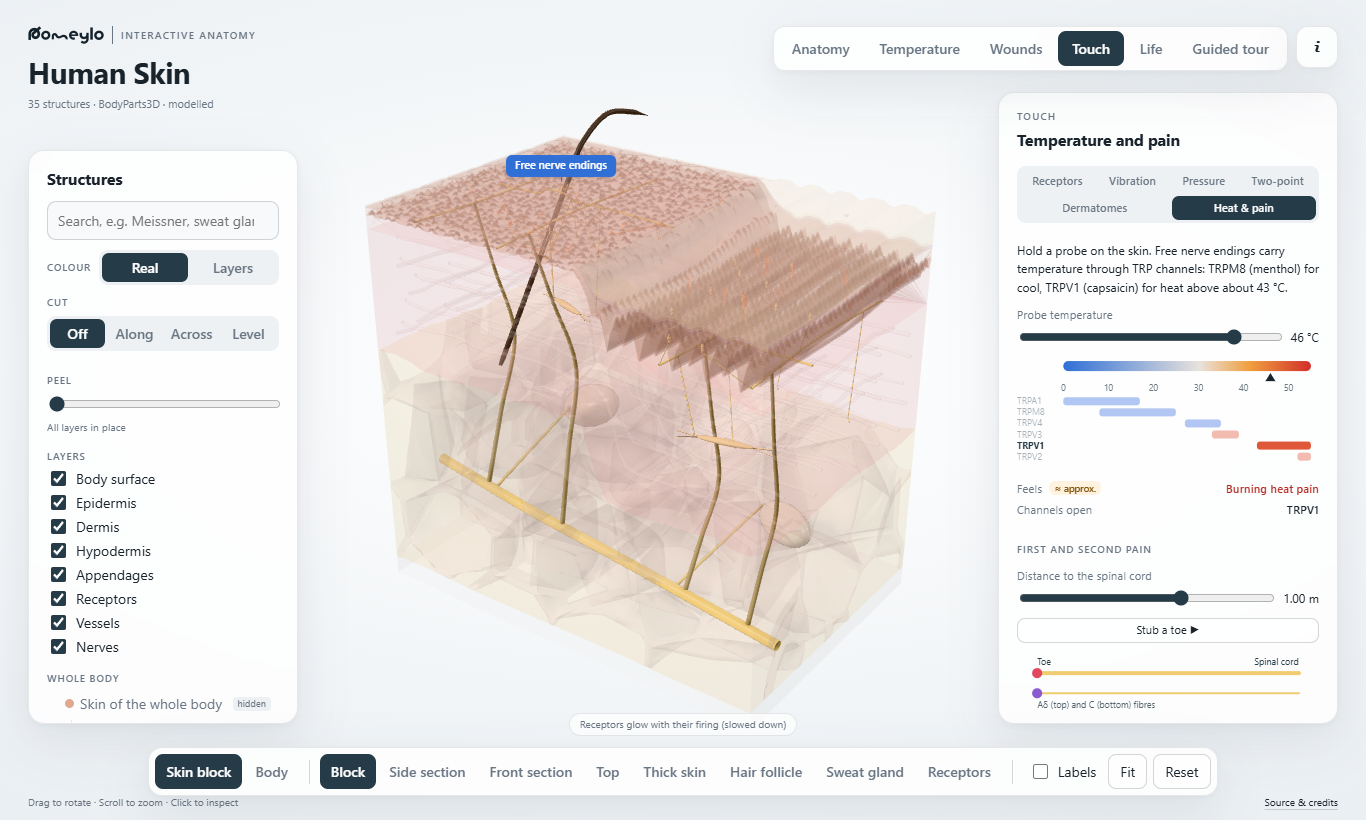 Pomeylo | INTERACTIVE ANATOMY
Human Skin
35 structures · BodyParts3D · modelled
Anatomy Temperature Wounds Touch Life Guided tour i
Structures
Search, e.g. Meissner, sweat glan
COLOUR Real Layers
CUT
Off Along Across Level
PEEL
All layers in place
LAYERS
Body surface
Epidermis
Dermis
Hypodermis
Appendages
Receptors
Vessels
Nerves
WHOLE BODY
Skin of the whole body hidden
Free nerve endings
Receptors glow with their firing (slowed down)
TOUCH
Temperature and pain
Receptors Vibration Pressure Two-point
Dermatomes Heat & pain
Hold a probe on the skin. Free nerve endings carry
temperature through TRP channels: TRPM8 (menthol) for
cool, TRPV1 (capsaicin) for heat above about 43 °C.
Probe temperature
46 °C
0 10 20 30 40 50
TRPA1
TRPM8
TRPV4
TRPV3
TRPV1
TRPV2
Feels ≈ approx. Burning heat pain
Channels open TRPV1
FIRST AND SECOND PAIN
Distance to the spinal cord
1.00 m
Stub a toe ▶
Toe Spinal cord
Aδ (top) and C (bottom) fibres
Skin block Body Block Side section Front section Top Thick skin Hair follicle Sweat gland Receptors Labels Fit Reset
Drag to rotate · Scroll to zoom · Click to inspect
Source & credits